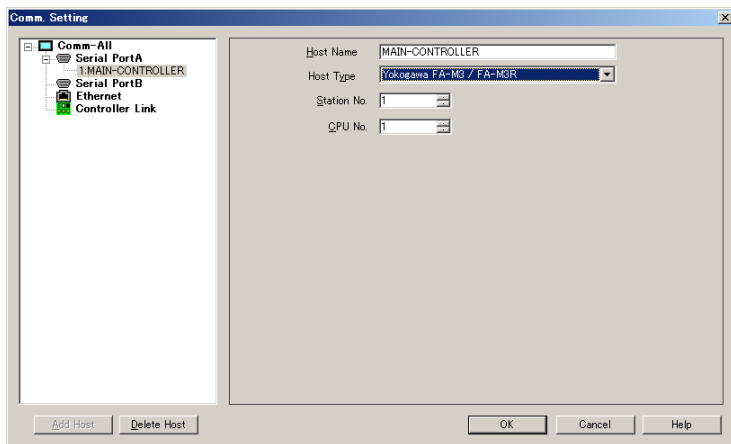 Comm. Setting
Comm-All
Serial PortA
1:MAIN-CONTROLLER
Serial PortB
Ethernet
Controller Link
Host Name MAIN-CONTROLLER
Host Type Yokogawa FA-M3 / FA-M3R
Station No. 1
CPU No. 1
Add Host Delete Host OK Cancel Help